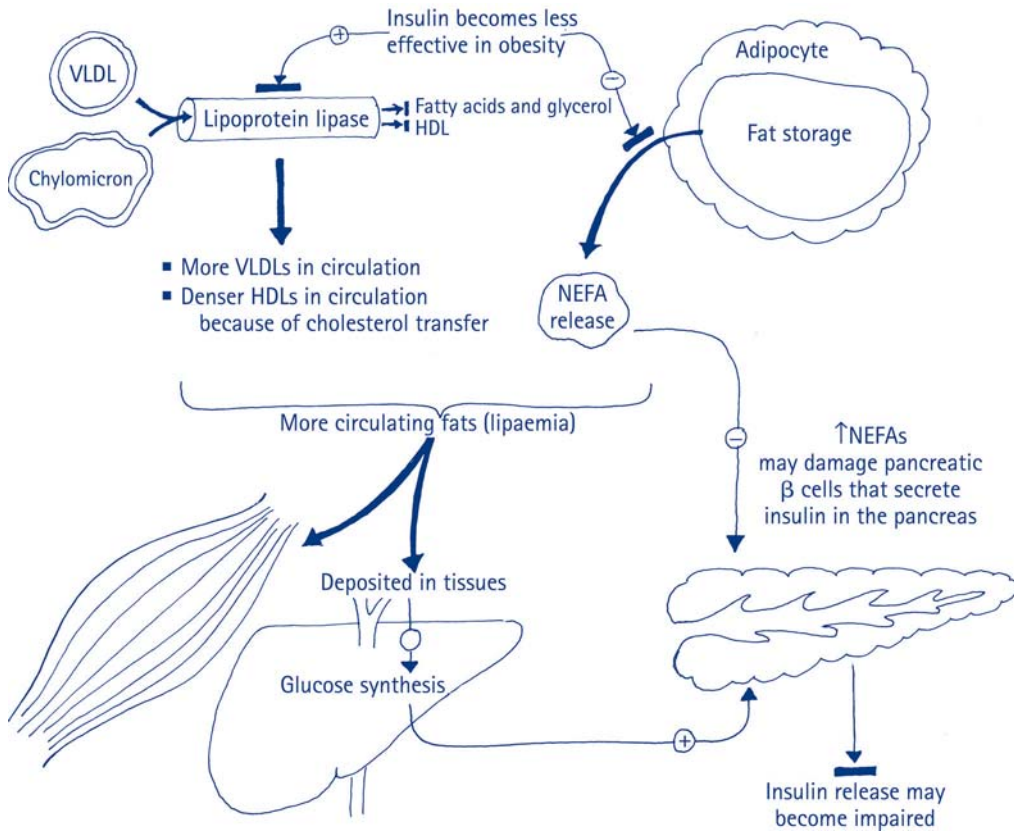 Insulin becomes less
effective in obesity
+
−
VLDL
Chylomicron
Lipoprotein lipase
Fatty acids and glycerol
HDL
Adipocyte
Fat storage
▪ More VLDLs in circulation
▪ Denser HDLs in circulation
because of cholesterol transfer
NEFA
release
More circulating fats (lipaemia)
−
↑NEFAs
may damage pancreatic
β cells that secrete
insulin in the pancreas
Deposited in tissues
Glucose synthesis
+
Insulin release may
become impaired